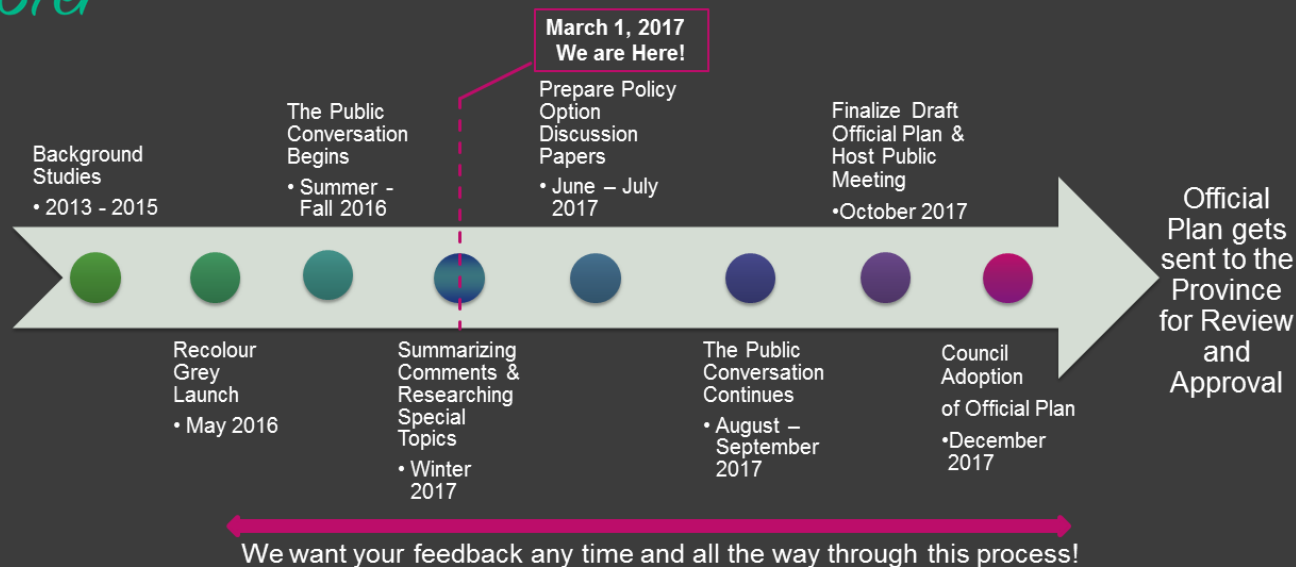 March 1, 2017
We are Here!
Background
Studies
• 2013 - 2015
The Public
Conversation
Begins
• Summer -
Fall 2016
Prepare Policy
Option
Discussion
Papers
• June – July
2017
Finalize Draft
Official Plan &
Host Public
Meeting
•October 2017
Recolour
Grey
Launch
• May 2016
Summarizing
Comments &
Researching
Special
Topics
• Winter
2017
The Public
Conversation
Continues
• August –
September
2017
Council
Adoption
of Official Plan
•December
2017
Official
Plan gets
sent to the
Province
for Review
and
Approval
We want your feedback any time and all the way through this process!